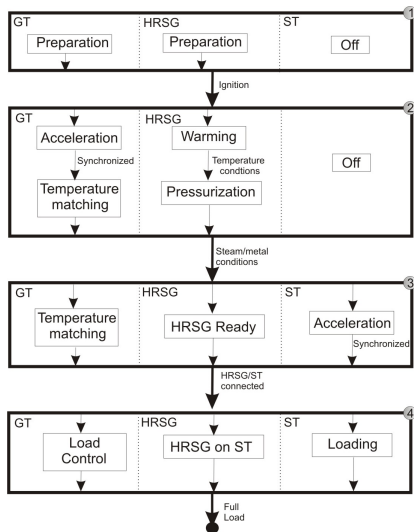 1
GT
HRSG
ST
Preparation
Preparation
Off
Ignition
2
GT
HRSG
Acceleration
Warming
Synchronized
Temperature
condtions
Off
Temperature
matching
Pressurization
Steam/metal
conditions
3
GT
HRSG
ST
Temperature
matching
HRSG Ready
Acceleration
Synchronized
HRSG/ST
connected
4
GT
HRSG
ST
Load
Control
HRSG on ST
Loading
Full
Load